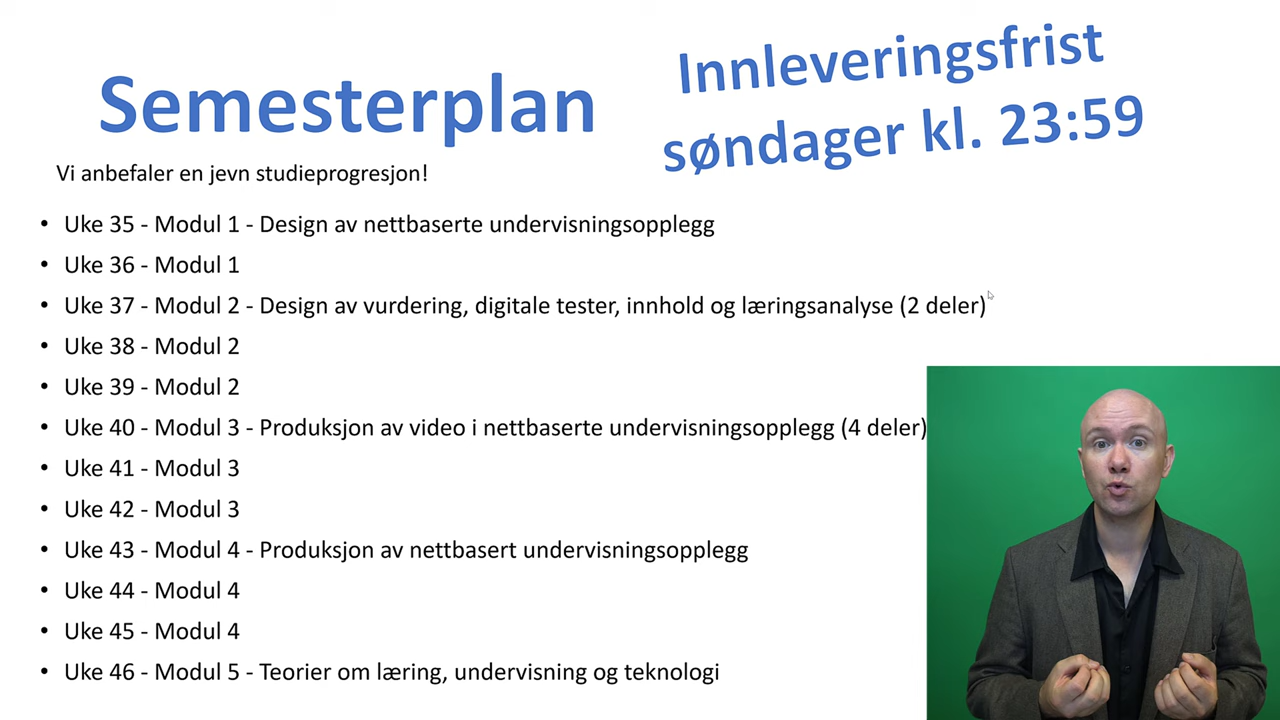 Semesterplan
Innleveringsfrist
søndager kl. 23:59
Vi anbefaler en jevn studieprogresjon!
• Uke 35 - Modul 1 - Design av nettbaserte undervisningsopplegg
• Uke 36 - Modul 1
• Uke 37 - Modul 2 - Design av vurdering, digitale tester, innhold og læringsanalyse (2 deler)
• Uke 38 - Modul 2
• Uke 39 - Modul 2
• Uke 40 - Modul 3 - Produksjon av video i nettbaserte undervisningsopplegg (4 deler)
• Uke 41 - Modul 3
• Uke 42 - Modul 3
• Uke 43 - Modul 4 - Produksjon av nettbasert undervisningsopplegg
• Uke 44 - Modul 4
• Uke 45 - Modul 4
• Uke 46 - Modul 5 - Teorier om læring, undervisning og teknologi